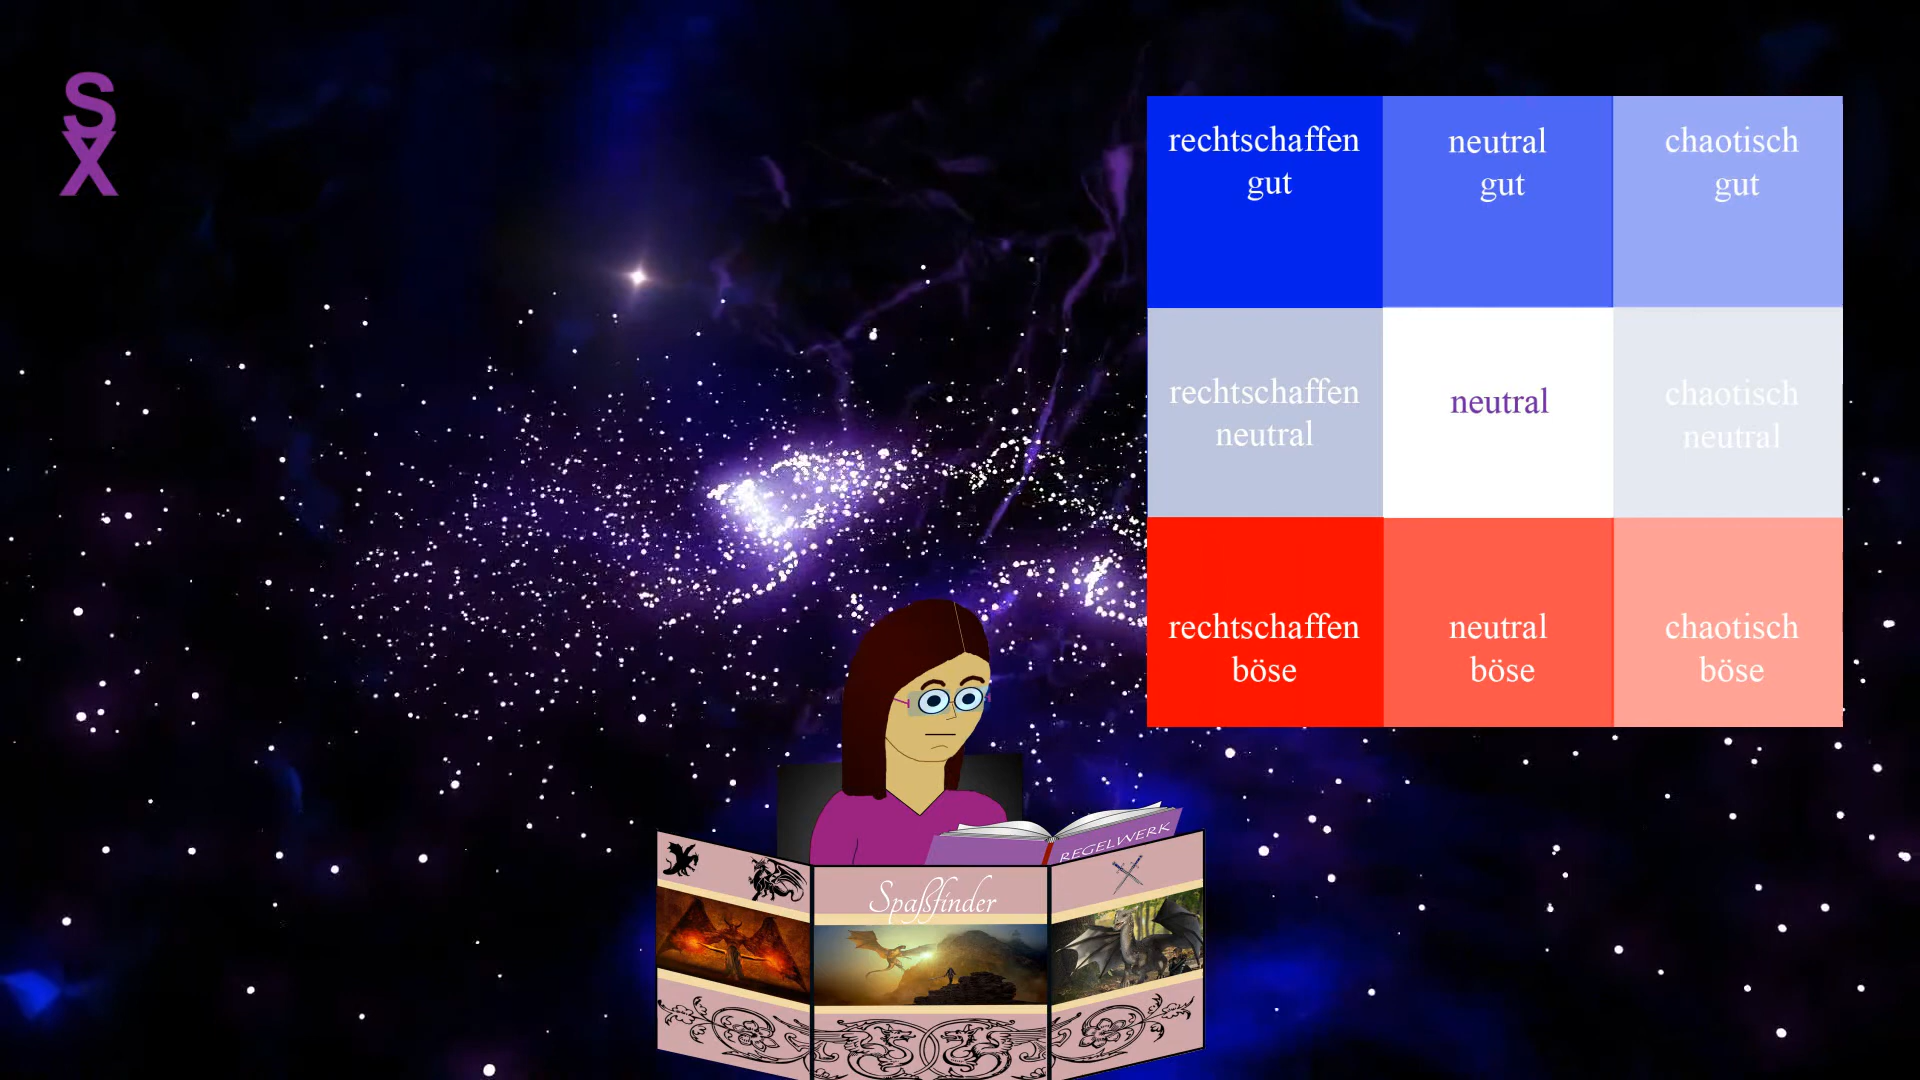 S
X
rechtschaffen
gut
neutral
gut
chaotisch
gut
rechtschaffen
neutral
neutral
chaotisch
neutral
rechtschaffen
böse
neutral
böse
chaotisch
böse
REGELWERK
Spaßfinder